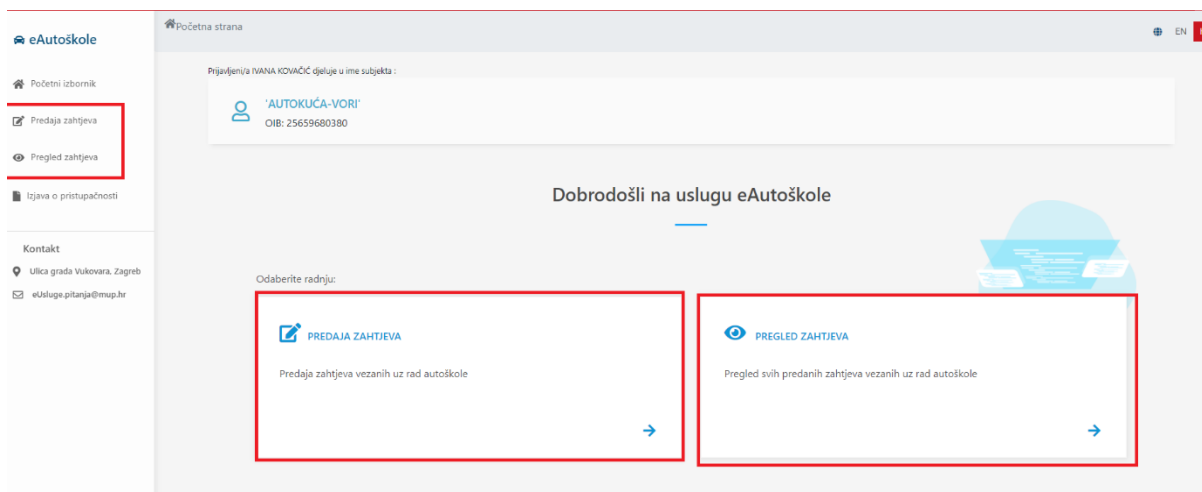 eAutoškole
Početni izbornik
Predaja zahtjeva
Pregled zahtjeva
Izjava o pristupačnosti
Kontakt
Ulica grada Vukovara, Zagreb
eUsluge.pitanja@mup.hr
Početna strana
EN
Prijavljeni/a IVANA KOVAČIĆ djeluje u ime subjekta :
'AUTOKUĆA-VORI'
OIB: 25659680380
Dobrodošli na uslugu eAutoškole
Odaberite radnju:
PREDAJA ZAHTJEVA
Predaja zahtjeva vezanih uz rad autoškole
PREGLED ZAHTJEVA
Pregled svih predanih zahtjeva vezanih uz rad autoškole